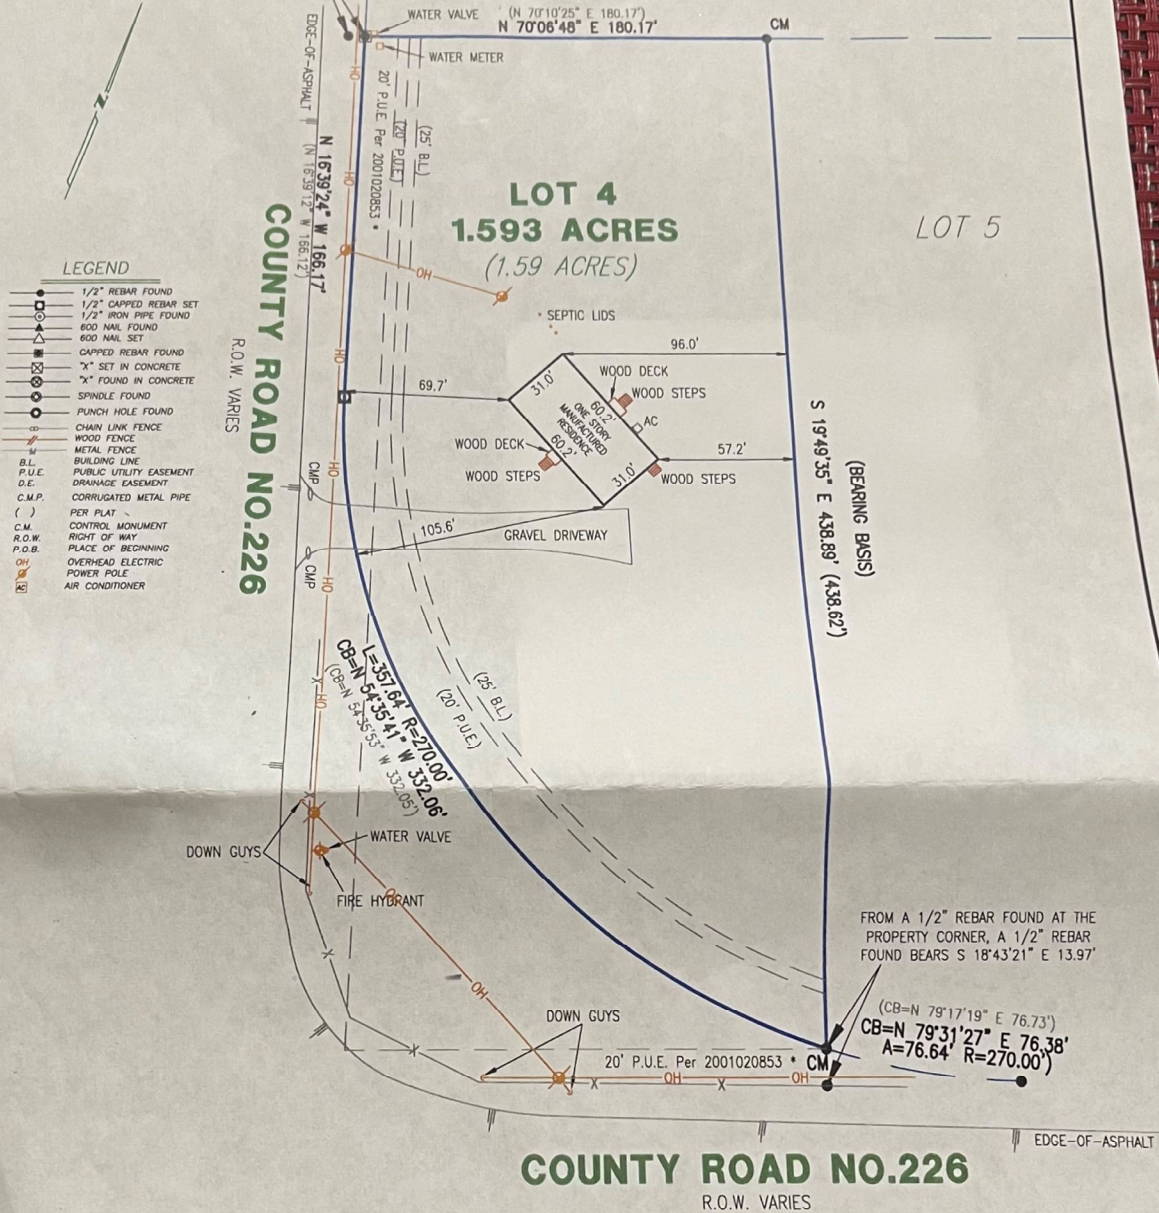 WATER VALVE
(N 70°10'25" E 180.17')
N 70°06'48" E 180.17'
CM
WATER METER
EDGE-OF-ASPHALT
N 16°39'24" W 166.17'
(N 16°39'12" W 166.12')
20' P.U.E. Per 2001020853 *
(20' P.U.E.)
(25' B.L.)
LOT 4
1.593 ACRES
(1.59 ACRES)
LOT 5
OH
SEPTIC LIDS
COUNTY ROAD NO.226
R.O.W. VARIES
LEGEND
1/2" REBAR FOUND
1/2" CAPPED REBAR SET
1/2" IRON PIPE FOUND
60D NAIL FOUND
60D NAIL SET
CAPPED REBAR FOUND
"X" SET IN CONCRETE
"X" FOUND IN CONCRETE
SPINDLE FOUND
PUNCH HOLE FOUND
CHAIN LINK FENCE
WOOD FENCE
METAL FENCE
B.L. BUILDING LINE
P.U.E. PUBLIC UTILITY EASEMENT
D.E. DRAINAGE EASEMENT
C.M.P. CORRUGATED METAL PIPE
( ) PER PLAT
C.M. CONTROL MONUMENT
R.O.W. RIGHT OF WAY
P.O.B. PLACE OF BEGINNING
OH OVERHEAD ELECTRIC
POWER POLE
AC AIR CONDITIONER
96.0'
WOOD DECK
WOOD STEPS
31.0'
60.2'
ONE STORY
MANUFACTURED
RESIDENCE
60.2'
AC
69.7'
57.2'
WOOD DECK
WOOD STEPS
31.0'
WOOD STEPS
105.6'
GRAVEL DRIVEWAY
S 19°49'35" E 438.89' (438.62')
(BEARING BASIS)
CMP
CMP
OH
OH
OH
OH
OH
OH
L=357.64' R=270.00'
CB=N 54°35'41" W 332.06'
(CB=N 54°35'53" W 332.05')
(25' B.L.)
(20' P.U.E.)
DOWN GUYS
WATER VALVE
FIRE HYDRANT
OH
FROM A 1/2" REBAR FOUND AT THE
PROPERTY CORNER, A 1/2" REBAR
FOUND BEARS S 18°43'21" E 13.97'
(CB=N 79°17'19" E 76.73')
CB=N 79°31'27" E 76.38'
A=76.64' R=270.00')
DOWN GUYS
20' P.U.E. Per 2001020853 * CM
OH
OH
EDGE-OF-ASPHALT
COUNTY ROAD NO.226
R.O.W. VARIES